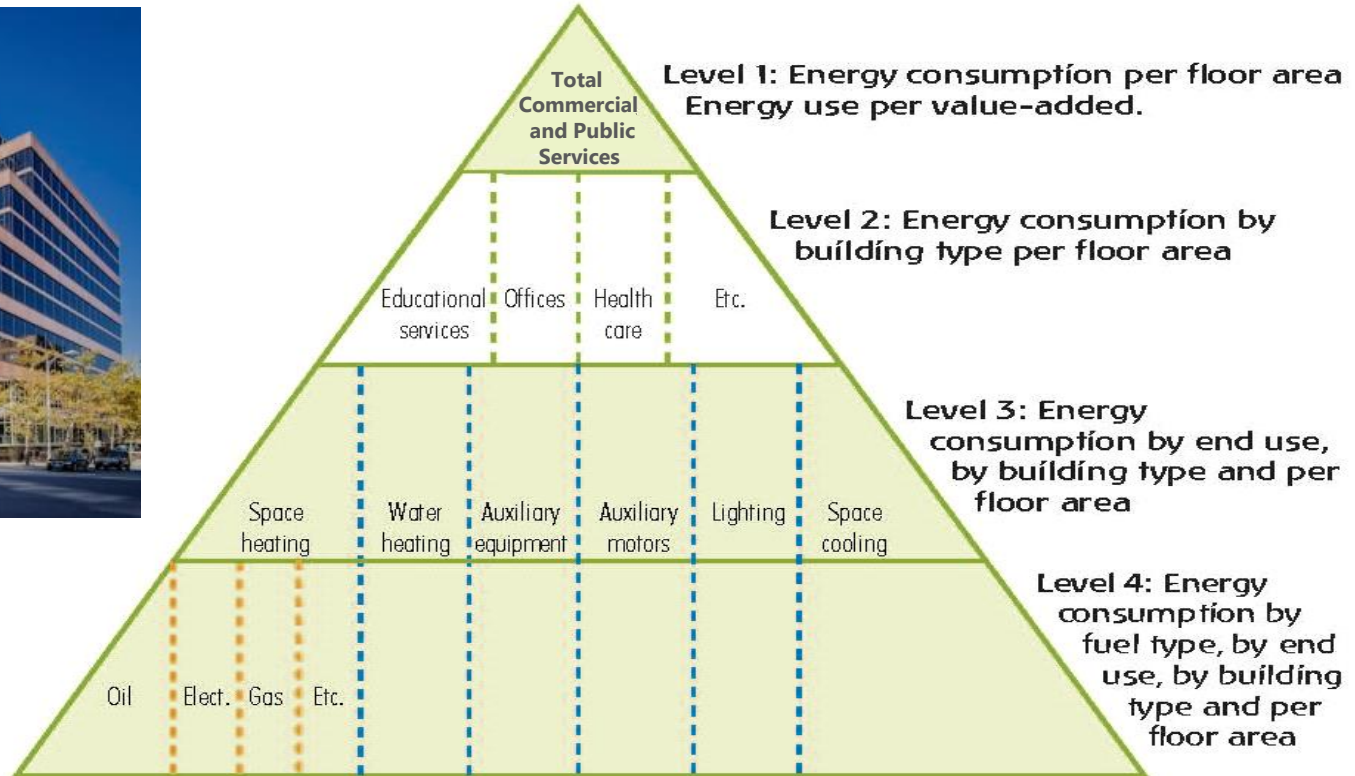 Total
Commercial
and Public
Services
Level 1: Energy consumption per floor area
Energy use per value-added.
Level 2: Energy consumption by
building type per floor area
Educational
services
Offices
Health
care
Etc.
Level 3: Energy
consumption by end use,
by building type and per
floor area
Space
heating
Water
heating
Auxiliary
equipment
Auxiliary
motors
Lighting
Space
cooling
Level 4: Energy
consumption by
fuel type, by end
use, by building
type and per
floor area
Oil
Elect.
Gas
Etc.